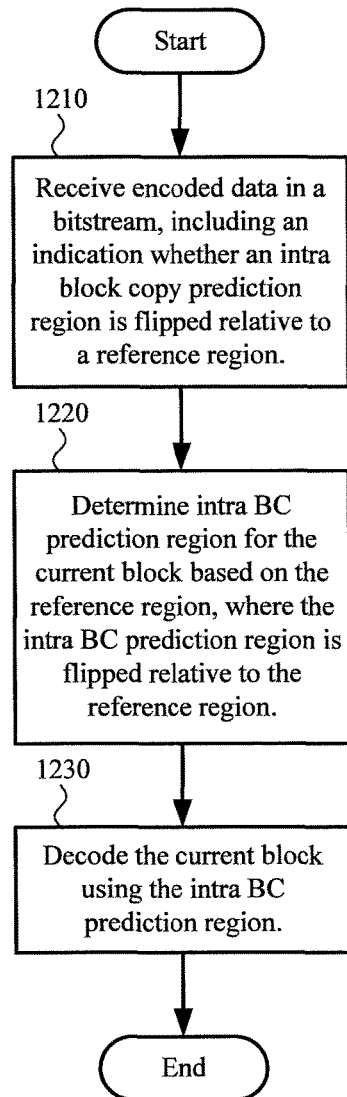 Start
1210
Receive encoded data in a
bitstream, including an
indication whether an intra
block copy prediction
region is flipped relative to
a reference region.
1220
Determine intra BC
prediction region for the
current block based on the
reference region, where the
intra BC prediction region is
flipped relative to the
reference region.
1230
Decode the current block
using the intra BC
prediction region.
End